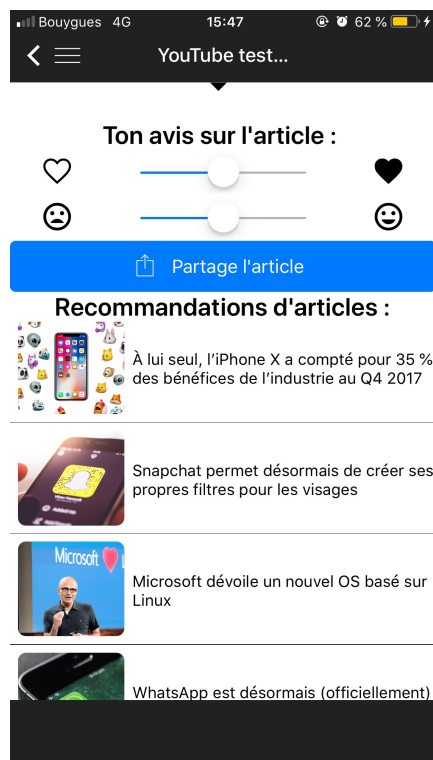 Bouygues 4G 15:47 62 %
YouTube test...
Ton avis sur l'article :
Partage l'article
Recommandations d'articles :
À lui seul, l'iPhone X a compté pour 35 %
des bénéfices de l'industrie au Q4 2017
Snapchat permet désormais de créer ses
propres filtres pour les visages
Microsoft
Microsoft dévoile un nouvel OS basé sur
Linux
WhatsApp est désormais (officiellement)